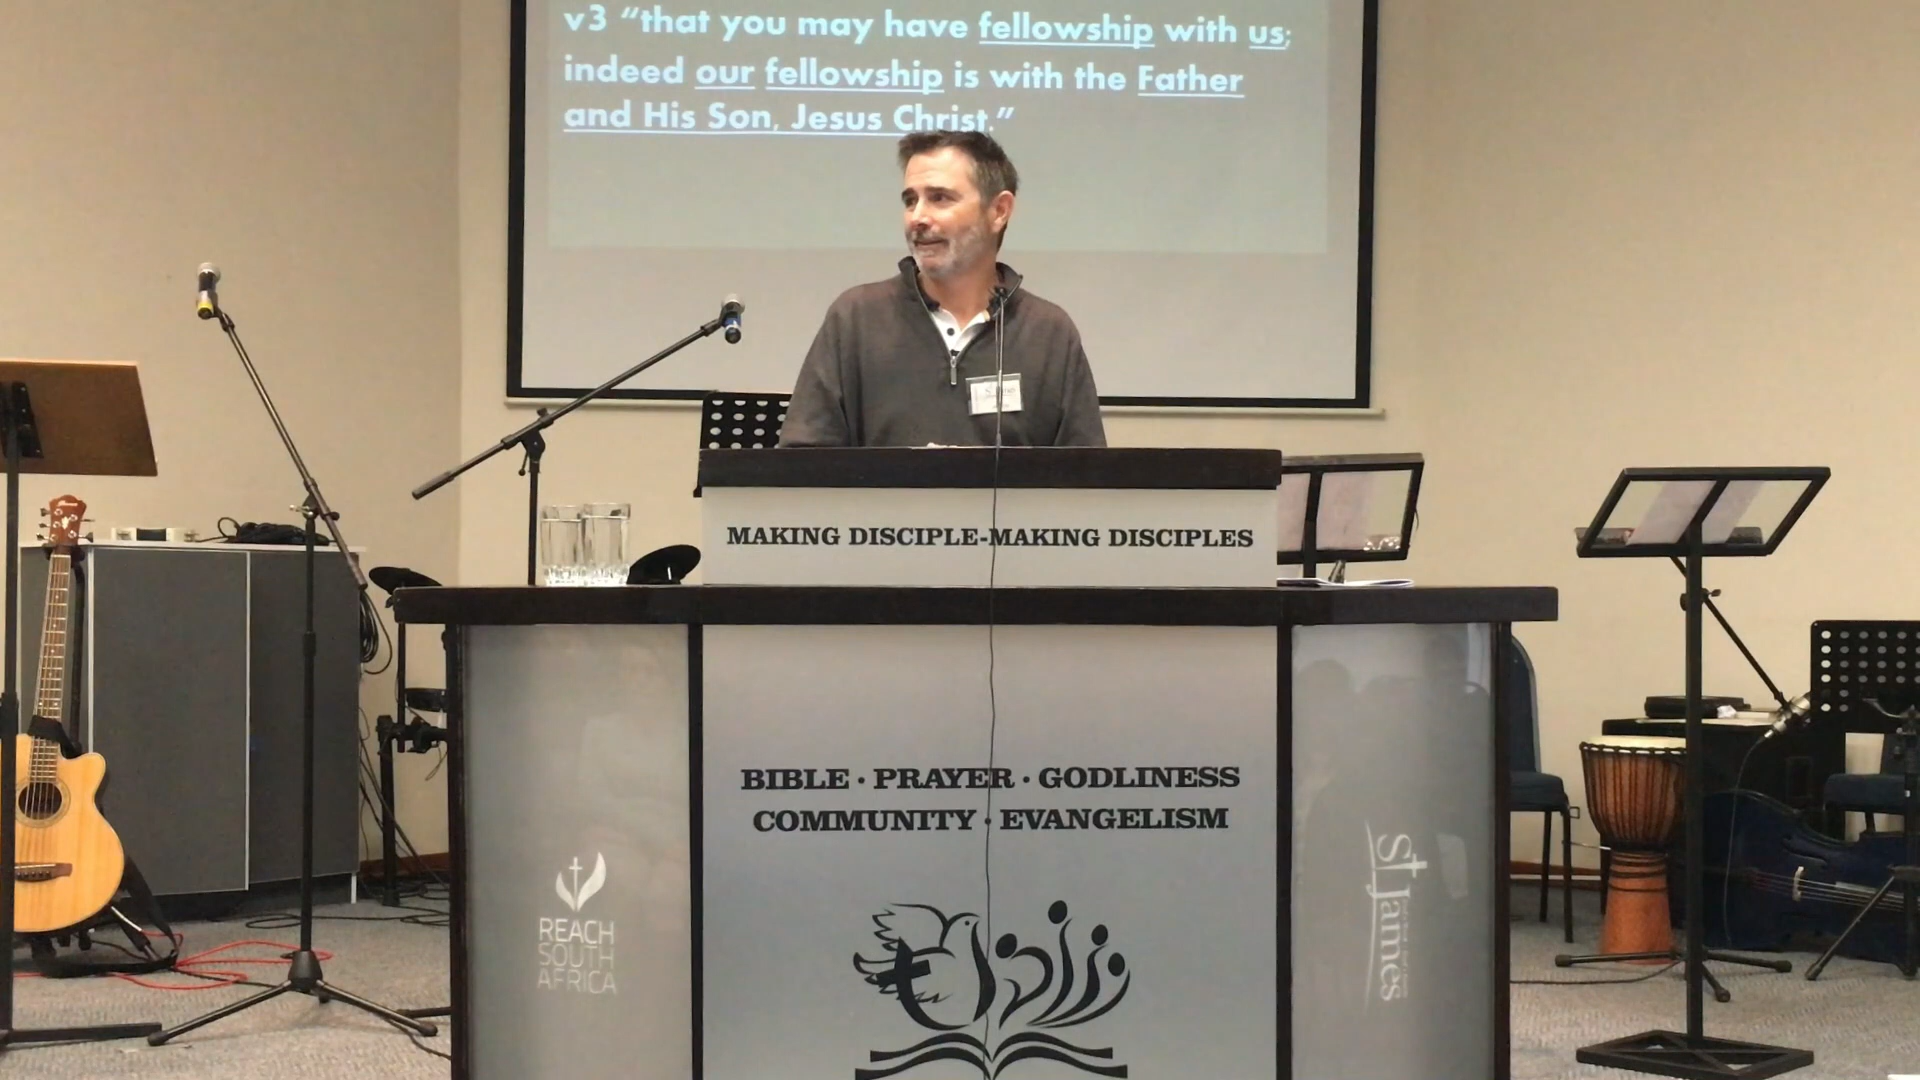 v3 “that you may have fellowship with us;
indeed our fellowship is with the Father
and His Son, Jesus Christ.”
MAKING DISCIPLE-MAKING DISCIPLES
BIBLE · PRAYER · GODLINESS
COMMUNITY · EVANGELISM
REACH
SOUTH
AFRICA
St James